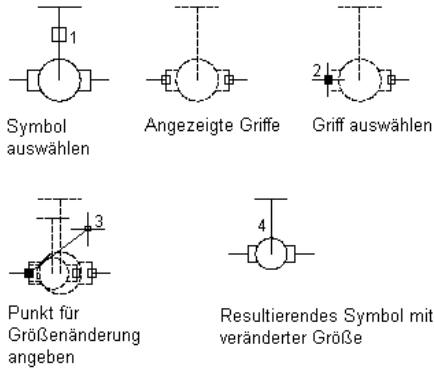 1
Symbol
auswählen
Angezeigte Griffe
2
Griff auswählen
3
Punkt für
Größenänderung
angeben
4
Resultierendes Symbol mit
veränderter Größe